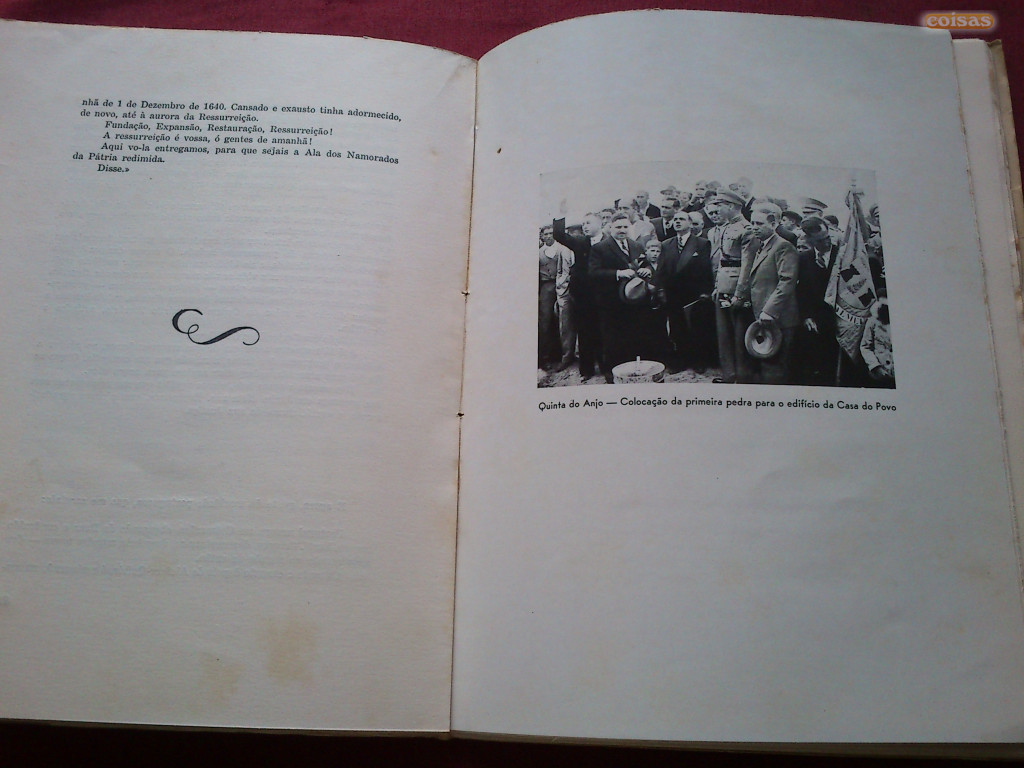 nhã de 1 de Dezembro de 1640. Cansado e exausto tinha adormecido,
de novo, até à aurora da Ressurreição.
Fundação, Expansão, Restauração, Ressurreição!
A ressurreição é vossa, ó gentes de amanhã!
Aqui vo-la entregamos, para que sejais a Ala dos Namorados
da Pátria redimida.
Disse.»
coisas
Quinta do Anjo — Colocação da primeira pedra para o edifício da Casa do Povo